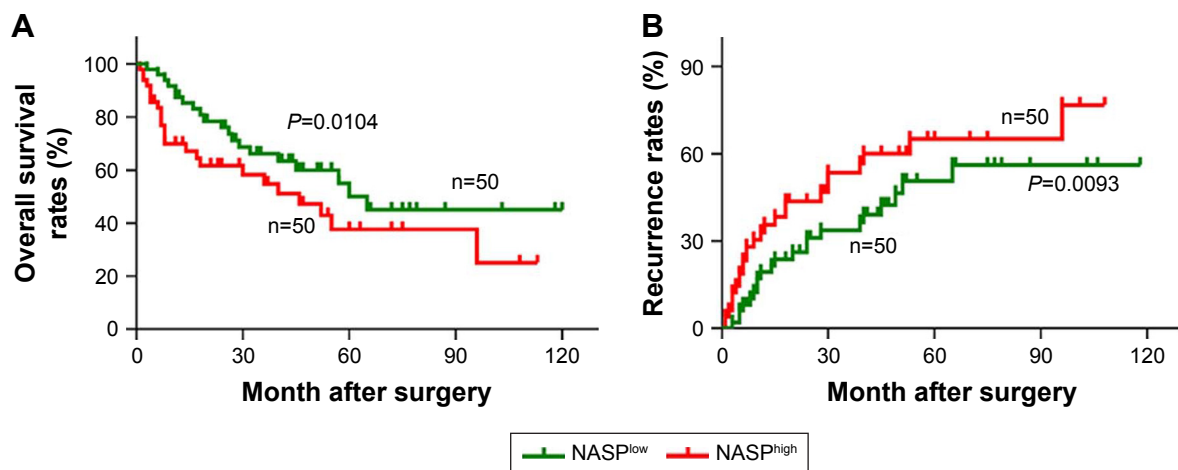 A
Overall survival
rates (%)
100
80
60
40
20
0
0 30 60 90 120
Month after surgery
P=0.0104
n=50
n=50
B
Recurrence rates (%)
90
60
30
0
0 30 60 90 120
Month after surgery
n=50
P=0.0093
n=50
NASPlow NASPhigh